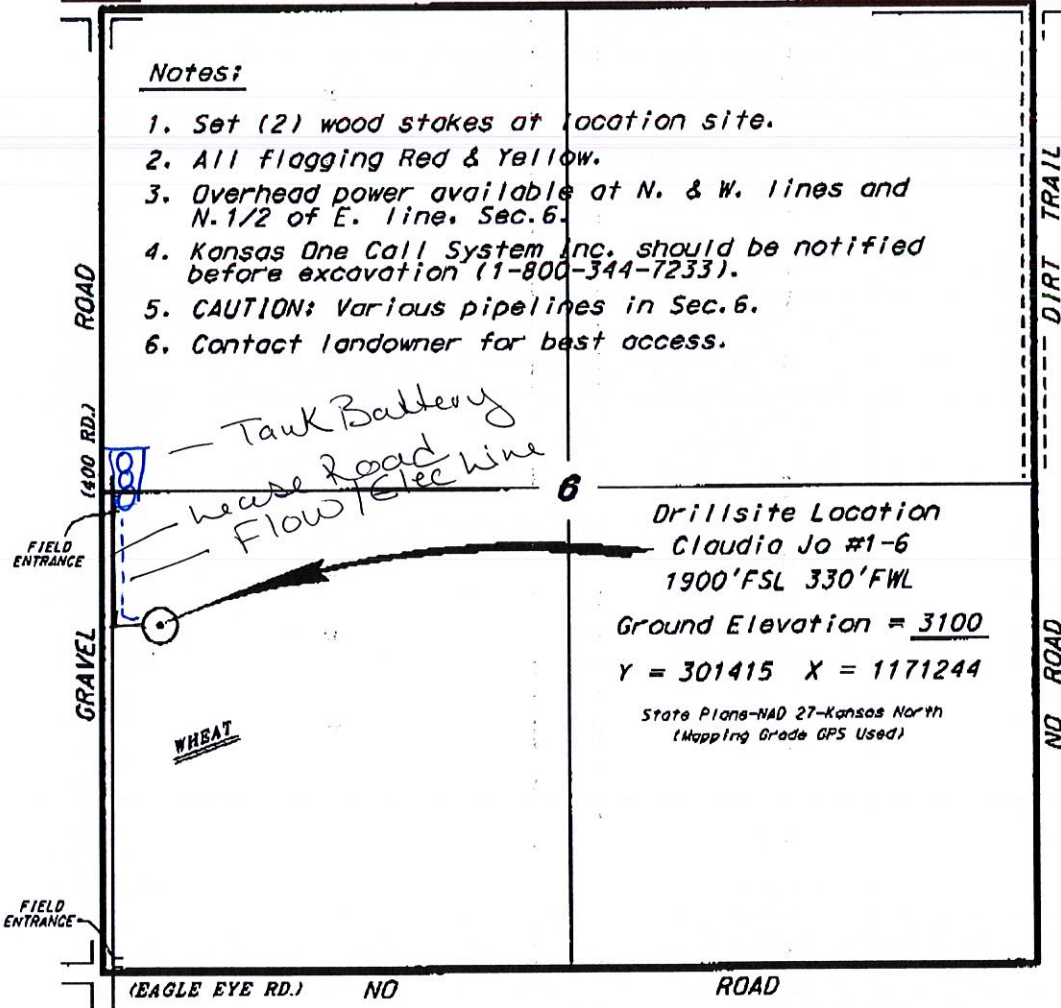 Notes:
1. Set (2) wood stakes at location site.
2. All flagging Red & Yellow.
3. Overhead power available at N. & W. lines and
N. 1/2 of E. line. Sec. 6.
4. Kansas One Call System Inc. should be notified
before excavation (1-800-344-7233).
5. CAUTION: Various pipelines in Sec. 6.
6. Contact landowner for best access.
GRAVEL (400 RD.) ROAD
Tank Battery
Lease Road
Flow/Elec Line
FIELD
ENTRANCE
6
Drillsite Location
Claudia Jo #1-6
1900'FSL 330'FWL
Ground Elevation = 3100
Y = 301415 X = 1171244
State Plane-NAD 27-Kansas North
(Mapping Grade GPS Used)
WHEAT
FIELD
ENTRANCE
(EAGLE EYE RD.) NO ROAD
NO ROAD
DIRT TRAIL